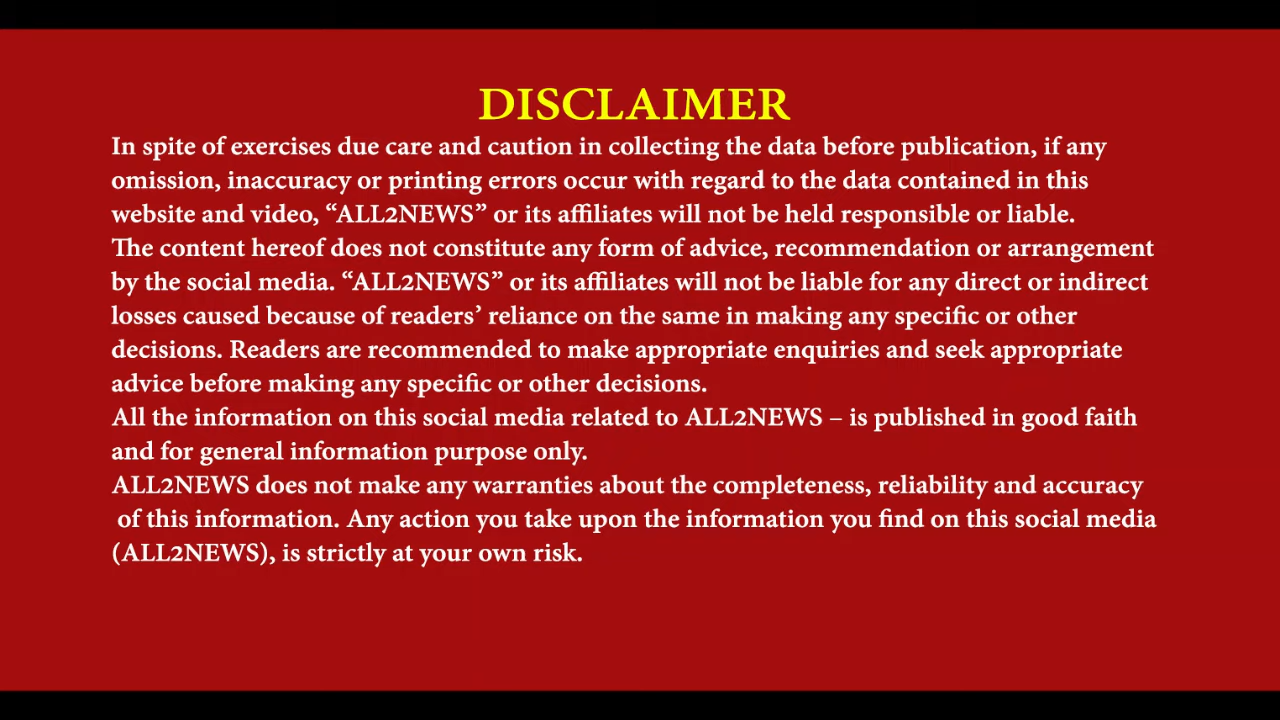 DISCLAIMER
In spite of exercises due care and caution in collecting the data before publication, if any
omission, inaccuracy or printing errors occur with regard to the data contained in this
website and video, “ALL2NEWS” or its affiliates will not be held responsible or liable.
The content hereof does not constitute any form of advice, recommendation or arrangement
by the social media. “ALL2NEWS” or its affiliates will not be liable for any direct or indirect
losses caused because of readers’ reliance on the same in making any specific or other
decisions. Readers are recommended to make appropriate enquiries and seek appropriate
advice before making any specific or other decisions.
All the information on this social media related to ALL2NEWS – is published in good faith
and for general information purpose only.
ALL2NEWS does not make any warranties about the completeness, reliability and accuracy
of this information. Any action you take upon the information you find on this social media
(ALL2NEWS), is strictly at your own risk.